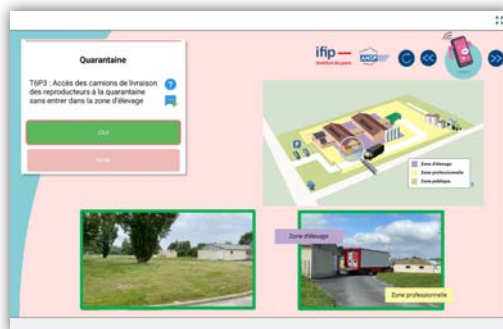 Quarantaine
T6P3 : Accès des camions de livraison
des reproducteurs à la quarantaine
sans entrer dans la zone d'élevage
OUI
ifip
Institut du porc
Zone d'élevage
Zone professionnelle
Zone publique
Zone d'élevage
Zone professionnelle